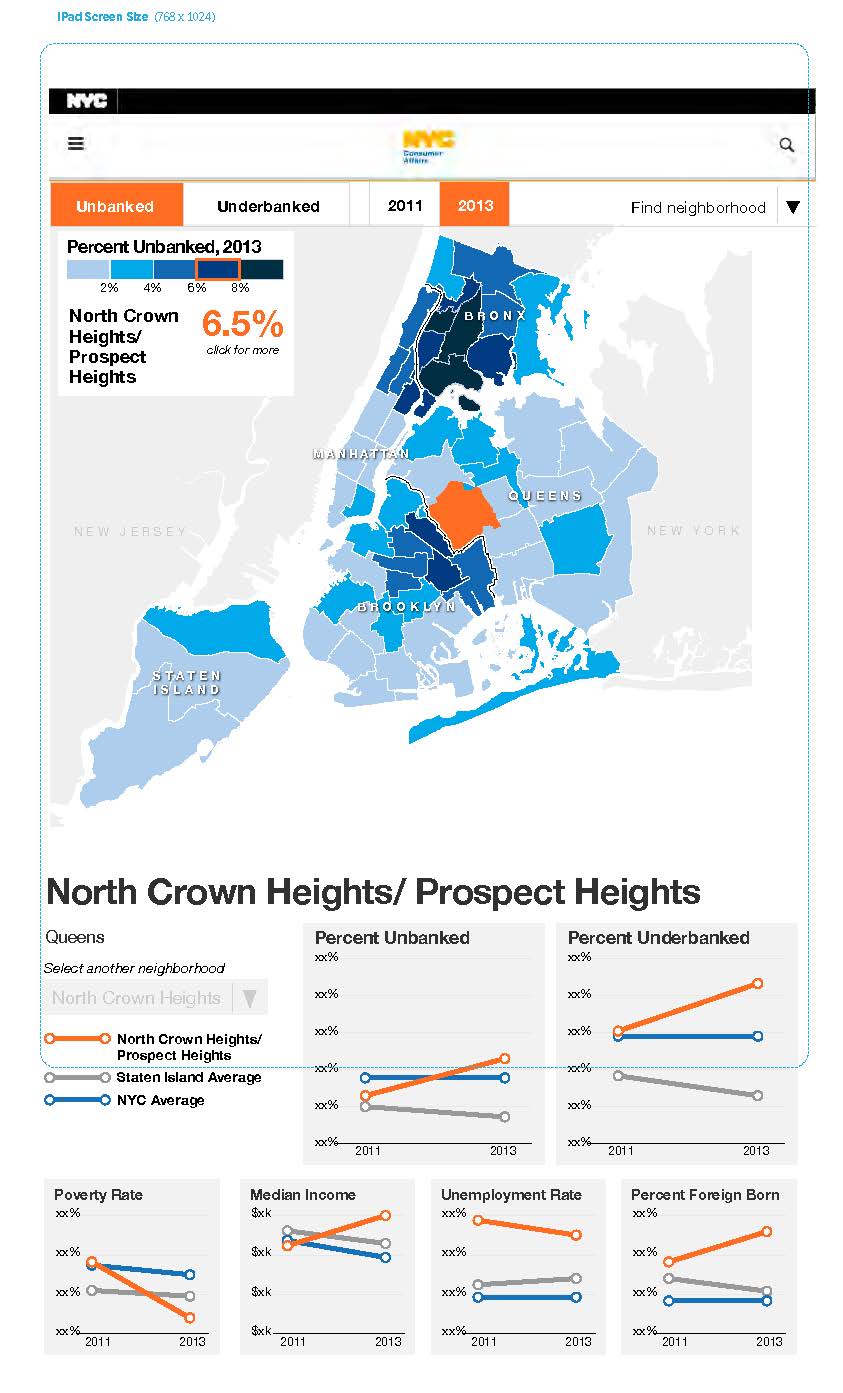 IPad Screen Size (768 x 1024)
NYC
NYC
Consumer
Affairs
Unbanked
Underbanked
2011
2013
Find neighborhood
Percent Unbanked, 2013
2% 4% 6% 8%
North Crown
Heights/
Prospect
Heights
6.5%
click for more
BRONX
MANHATTAN
QUEENS
NEW JERSEY
NEW YORK
BROOKLYN
STATEN
ISLAND
North Crown Heights/ Prospect Heights
Queens
Select another neighborhood
North Crown Heights
North Crown Heights/
Prospect Heights
Staten Island Average
NYC Average
Percent Unbanked
xx%
xx%
xx%
xx%
xx%
xx%
2011 2013
Percent Underbanked
xx%
xx%
xx%
xx%
xx%
xx%
2011 2013
Poverty Rate
xx%
xx%
xx%
xx%
2011 2013
Median Income
$xk
$xk
$xk
$xk
2011 2013
Unemployment Rate
xx%
xx%
xx%
xx%
2011 2013
Percent Foreign Born
xx%
xx%
xx%
xx%
2011 2013